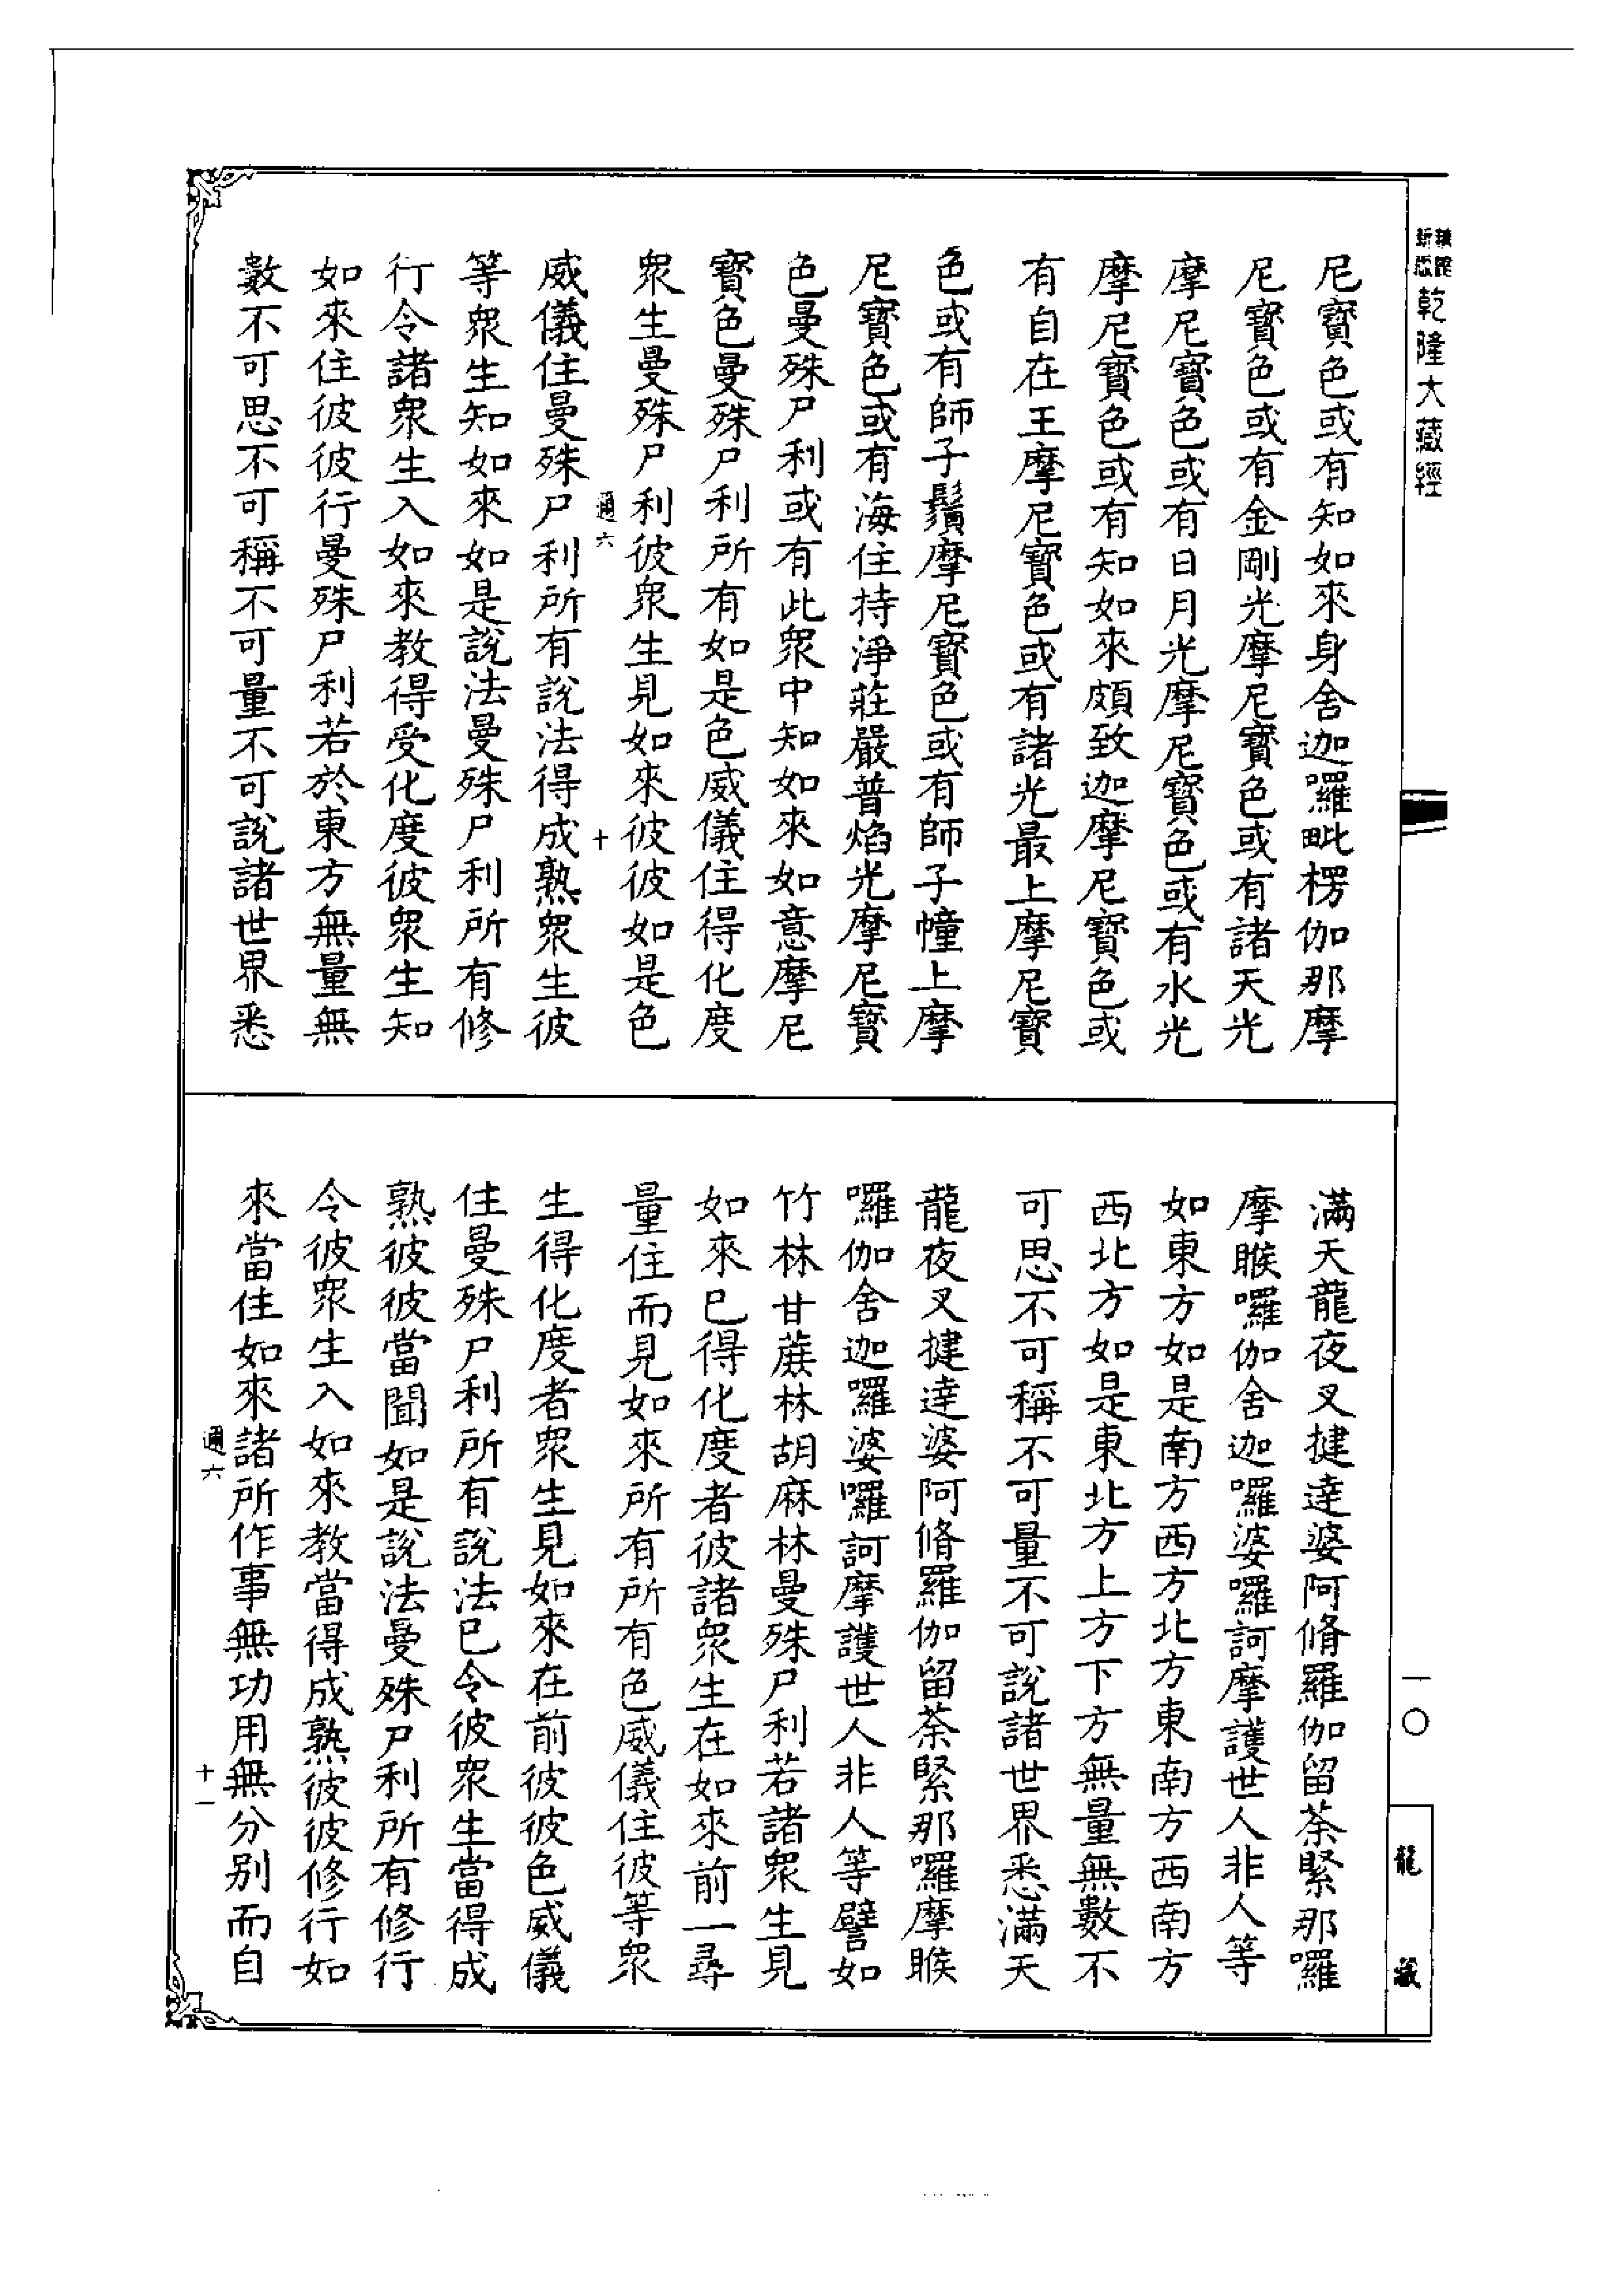 乾隆大藏經
尼寶色或有知如來身舍迦囉毗楞伽那摩
尼寶色或有金剛光摩尼寶色或有諸天光
摩尼寶色或有日月光摩尼寶色或有水光
摩尼寶色或有知如來頗致迦摩尼寶色或
有自在王摩尼寶色或有諸光最上摩尼寶
色或有師子鬚摩尼寶色或有師子幢上摩
尼寶色或有海住持淨莊嚴普焰光摩尼寶
色曼殊尸利或有此衆中知如來如意摩尼
寶色曼殊尸利所有如是色威儀住得化度
衆生曼殊尸利彼衆生見如來彼彼如是色
通六 十
威儀住曼殊尸利所有說法得成熟衆生彼
等衆生知如來如是說法曼殊尸利所有修
行令諸衆生入如來教得受化度彼衆生知
如來住彼彼行曼殊尸利若於東方無量無
數不可思不可稱不可量不可說諸世界悉
滿天龍夜叉揵達婆阿脩羅伽留荼緊那囉
摩睺囉伽舍迦囉婆囉訶摩護世人非人等
如東方如是南方西方北方東南方西南方
西北方如是東北方上方下方無量無數不
可思不可稱不可量不可說諸世界悉滿天
龍夜叉揵達婆阿脩羅伽留荼緊那囉摩睺
囉伽舍迦囉婆囉訶摩護世人非人等譬如
竹林甘蔗林胡麻林曼殊尸利若諸衆生見
如來已得化度者彼諸衆生在如來前一尋
量住而見如來所有所有色威儀住彼等衆
生得化度者衆生見如來在前彼彼色威儀
住曼殊尸利所有說法已令彼衆生當得成
熟彼彼當聞如是說法曼殊尸利所有修行
令彼衆生入如來教當得成熟彼彼修行如
來當住如來諸所作事無功用無分别而自
通六 十一
一〇
龍藏